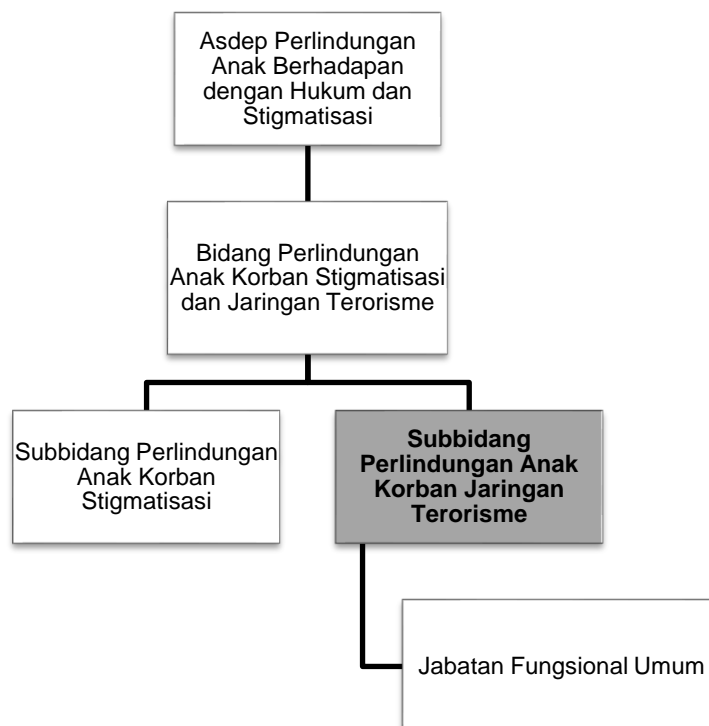 Asdep Perlindungan
Anak Berhadapan
dengan Hukum dan
Stigmatisasi
Bidang Perlindungan
Anak Korban Stigmatisasi
dan Jaringan Terorisme
Subbidang Perlindungan
Anak Korban
Stigmatisasi
Subbidang
Perlindungan Anak
Korban Jaringan
Terorisme
Jabatan Fungsional Umum